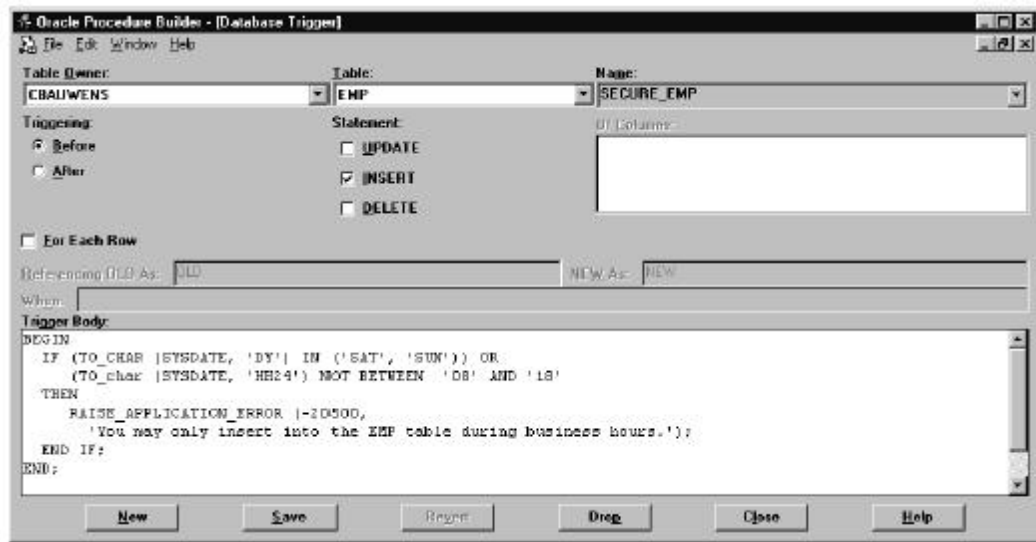 Oracle Procedure Builder - [Database Trigger]
File Edit Window Help
Table Owner: Table: Name:
CBAUWENS EMP SECURE_EMP
Triggering: Statement: Of Columns:
Before UPDATE
After INSERT
DELETE
For Each Row
Referencing OLD As: OLD NEW As: NEW
When:
Trigger Body:
BEGIN
IF (TO_CHAR (SYSDATE, 'DY') IN ('SAT', 'SUN')) OR
(TO_char (SYSDATE, 'HH24') NOT BETWEEN '08' AND '18'
THEN
RAISE_APPLICATION_ERROR (-20500,
'You may only insert into the EMP table during business hours.');
END IF;
END;
New Save Revert Drop Close Help